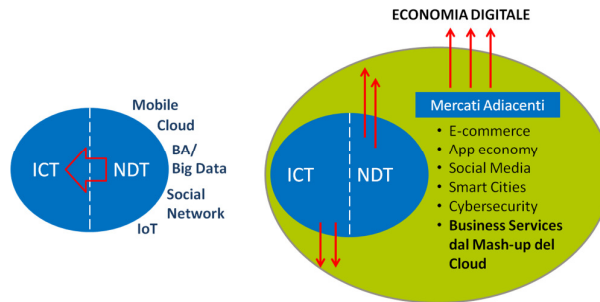 ECONOMIA DIGITALE
Mobile
Cloud
BA/
Big Data
Social
Network
IoT
ICT
NDT
ICT
NDT
Mercati Adiacenti
• E-commerce
• App economy
• Social Media
• Smart Cities
• Cybersecurity
• Business Services
dal Mash-up del
Cloud